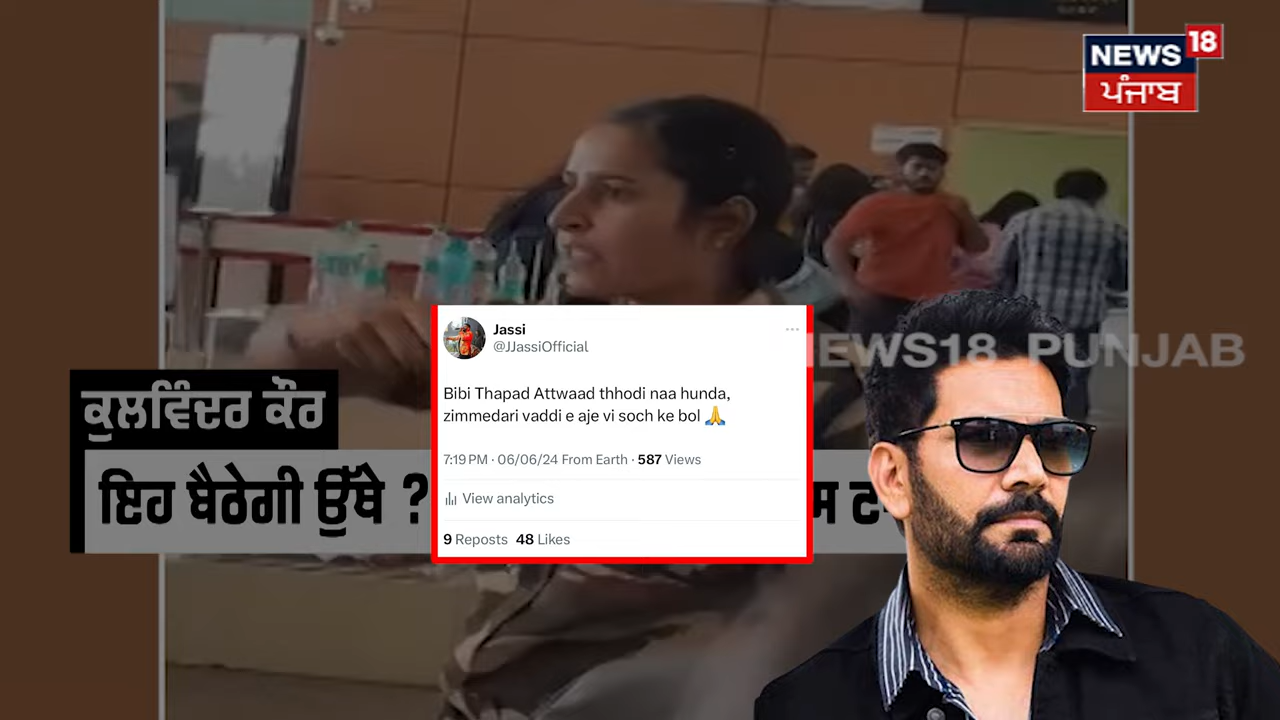 NEWS 18
ਪੰਜਾਬ
NEWS18 PUNJAB
ਕੁਲਵਿੰਦਰ ਕੌਰ
ਇਹ ਬੈਠੇਗੀ ਉੱਥੇ ?
Jassi
@JJassiOfficial
Bibi Thapad Attwaad thhodi naa hunda,
zimmedari vaddi e aje vi soch ke bol 🙏
7:19 PM · 06/06/24 From Earth · 587 Views
View analytics
9 Reposts 48 Likes